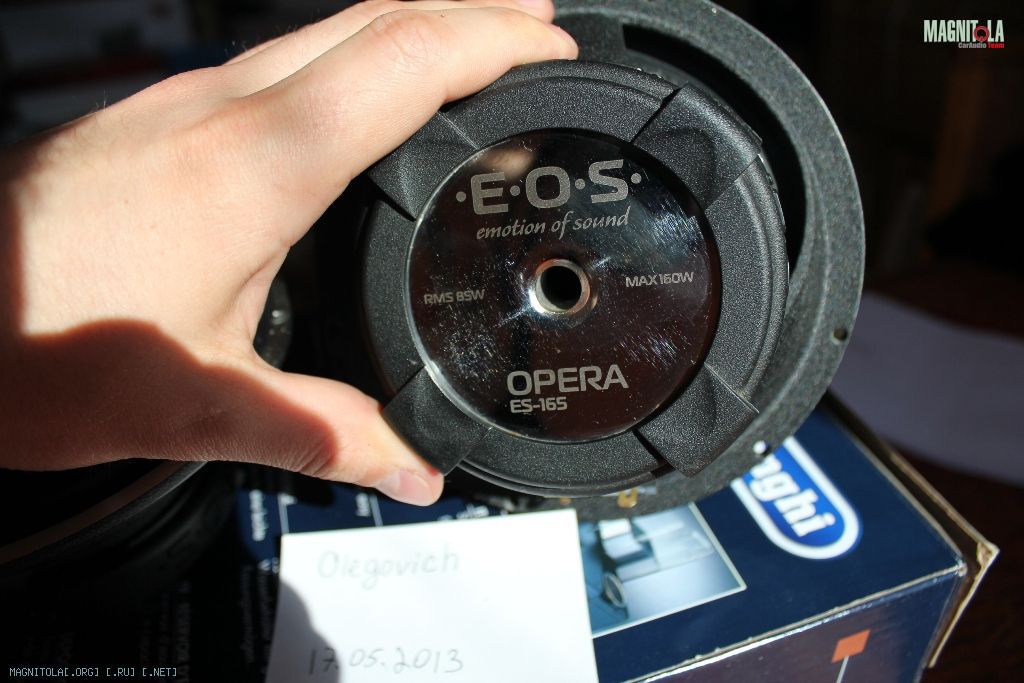 MAGNITOLA
CarAudio Team
·E·O·S·
emotion of sound
RMS 85W
MAX 160W
OPERA
ES-165
nghi
Olegovich
17.05.2013
MAGNITOLA[.ORG] [.RU] [.NET]